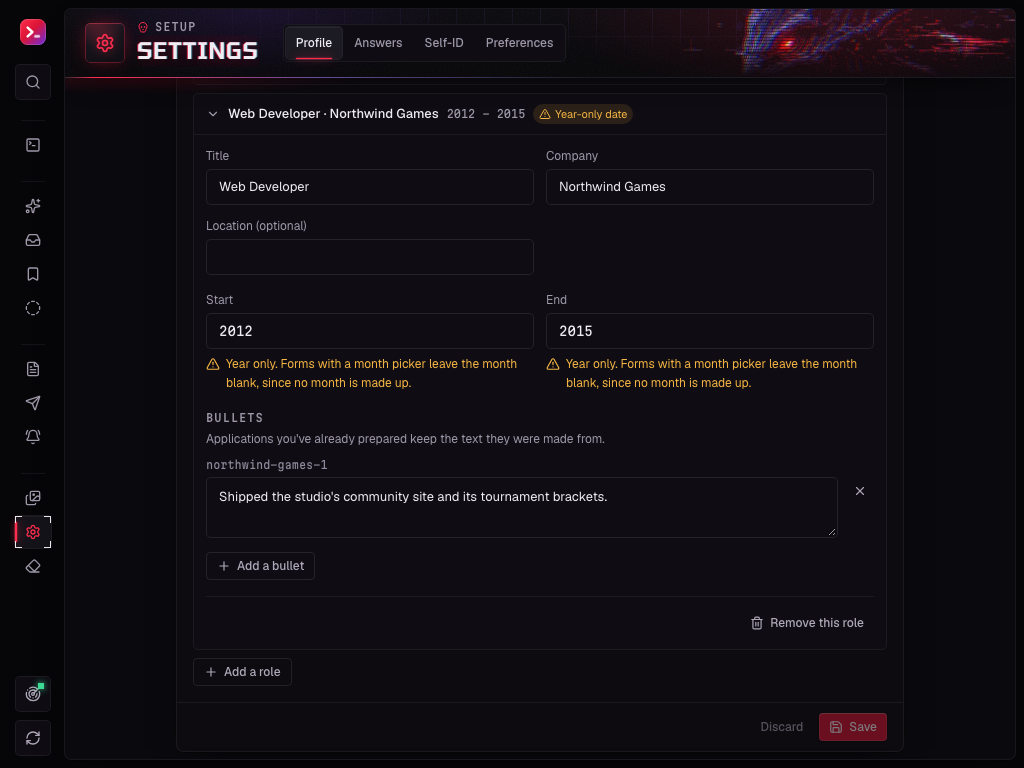 SETUP
SETTINGS
Profile
Answers
Self-ID
Preferences
Web Developer · Northwind Games 2012 – 2015 Year-only date
Title
Company
Web Developer
Northwind Games
Location (optional)
Start
End
2012
2015
Year only. Forms with a month picker leave the month
blank, since no month is made up.
Year only. Forms with a month picker leave the month
blank, since no month is made up.
BULLETS
Applications you've already prepared keep the text they were made from.
northwind-games-1
Shipped the studio's community site and its tournament brackets.
Add a bullet
Remove this role
Add a role
Discard
Save